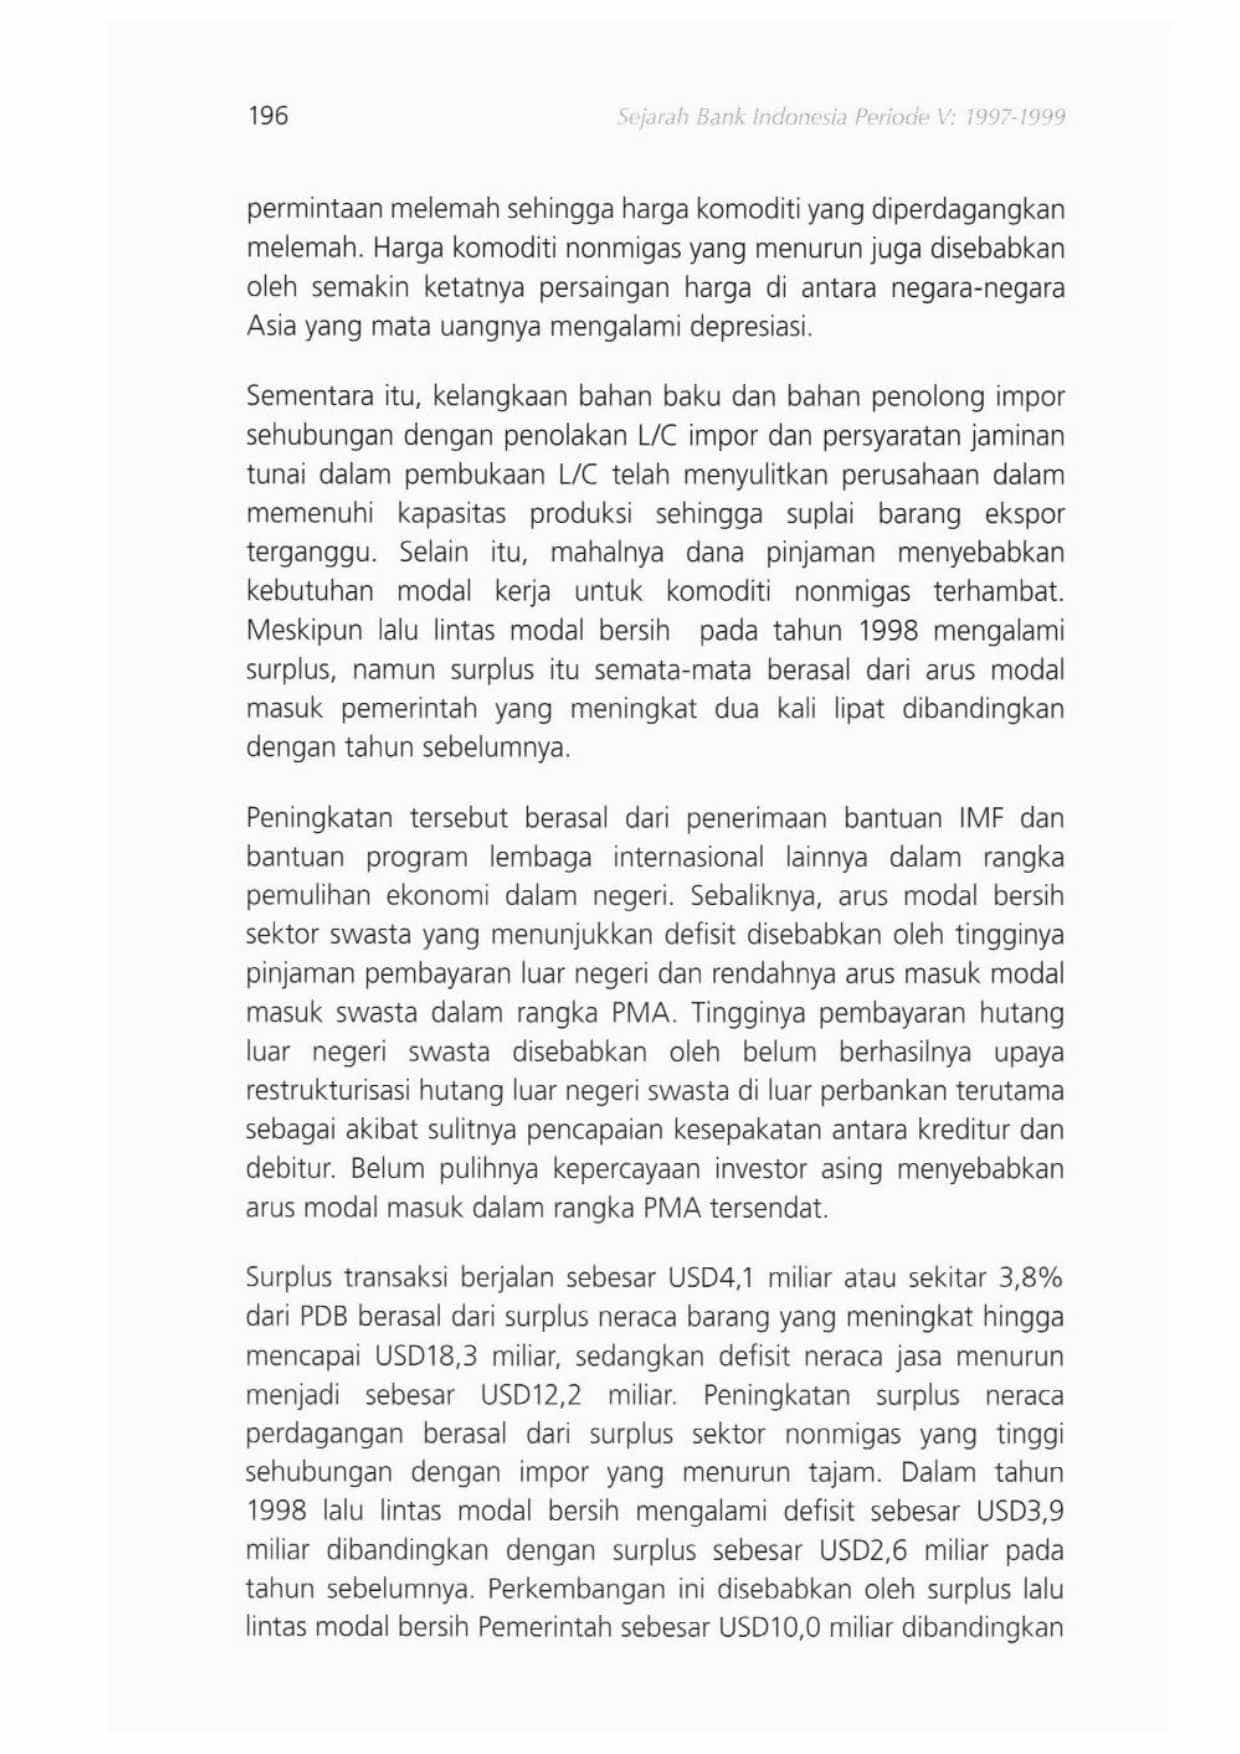 196
Sejarah Bank Indonesia Periode V: 1997-1999
permintaan melemah sehingga harga komoditi yang diperdagangkan
melemah. Harga komoditi nonmigas yang menurun juga disebabkan
oleh semakin ketatnya persaingan harga di antara negara-negara
Asia yang mata uangnya mengalami depresiasi.
Sementara itu, kelangkaan bahan baku dan bahan penolong impor
sehubungan dengan penolakan L/C impor dan persyaratan jaminan
tunai dalam pembukaan L/C telah menyulitkan perusahaan dalam
memenuhi kapasitas produksi sehingga suplai barang ekspor
terganggu. Selain itu, mahalnya dana pinjaman menyebabkan
kebutuhan modal kerja untuk komoditi nonmigas terhambat.
Meskipun lalu lintas modal bersih pada tahun 1998 mengalami
surplus, namun surplus itu semata-mata berasal dari arus modal
masuk pemerintah yang meningkat dua kali lipat dibandingkan
dengan tahun sebelumnya.
Peningkatan tersebut berasal dari penerimaan bantuan IMF dan
bantuan program lembaga internasional lainnya dalam rangka
pemulihan ekonomi dalam negeri. Sebaliknya, arus modal bersih
sektor swasta yang menunjukkan defisit disebabkan oleh tingginya
pinjaman pembayaran luar negeri dan rendahnya arus masuk modal
masuk swasta dalam rangka PMA. Tingginya pembayaran hutang
luar negeri swasta disebabkan oleh belum berhasilnya upaya
restrukturisasi hutang luar negeri swasta di luar perbankan terutama
sebagai akibat sulitnya pencapaian kesepakatan antara kreditur dan
debitur. Belum pulihnya kepercayaan investor asing menyebabkan
arus modal masuk dalam rangka PMA tersendat.
Surplus transaksi berjalan sebesar USD4,1 miliar atau sekitar 3,8%
dari PDB berasal dari surplus neraca barang yang meningkat hingga
mencapai USD18,3 miliar, sedangkan defisit neraca jasa menurun
menjadi sebesar USD12,2 miliar. Peningkatan surplus neraca
perdagangan berasal dari surplus sektor nonmigas yang tinggi
sehubungan dengan impor yang menurun tajam. Dalam tahun
1998 lalu lintas modal bersih mengalami defisit sebesar USD3,9
miliar dibandingkan dengan surplus sebesar USD2,6 miliar pada
tahun sebelumnya. Perkembangan ini disebabkan oleh surplus lalu
lintas modal bersih Pemerintah sebesar USD10,0 miliar dibandingkan